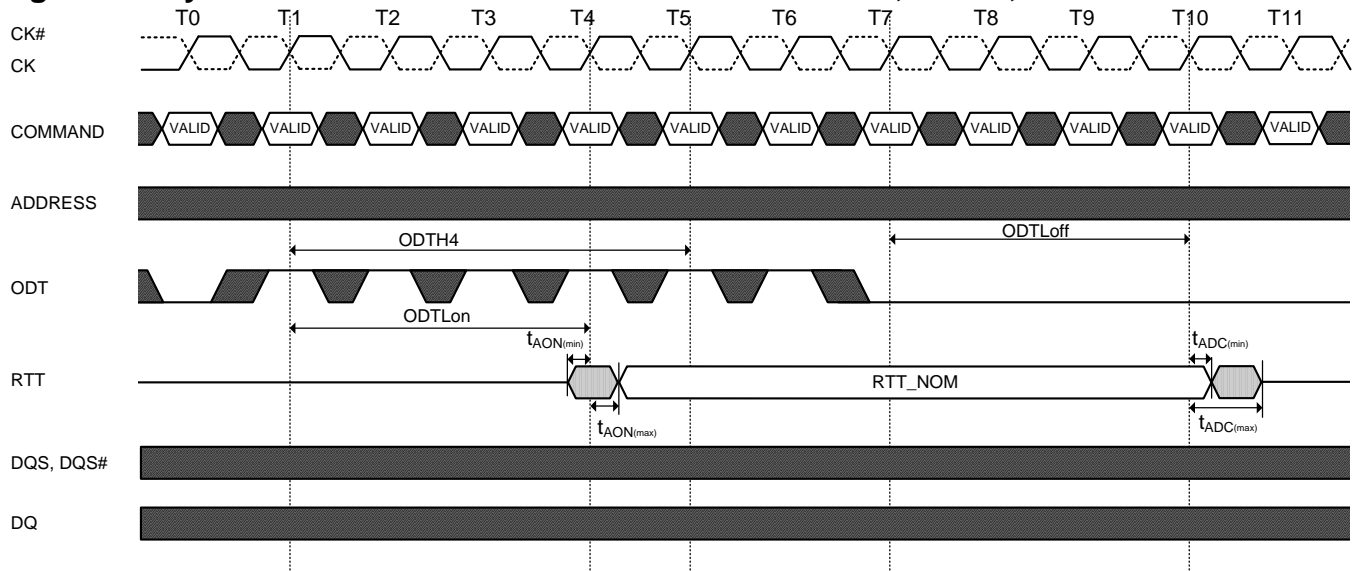 T0 T1 T2 T3 T4 T5 T6 T7 T8 T9 T10 T11
CK#
CK
COMMAND VALID VALID VALID VALID VALID VALID VALID VALID VALID VALID VALID VALID
ADDRESS
ODTH4 ODTLoff
ODT
ODTLon
tAON(min) tADC(min)
RTT RTT_NOM
tAON(max) tADC(max)
DQS, DQS#
DQ